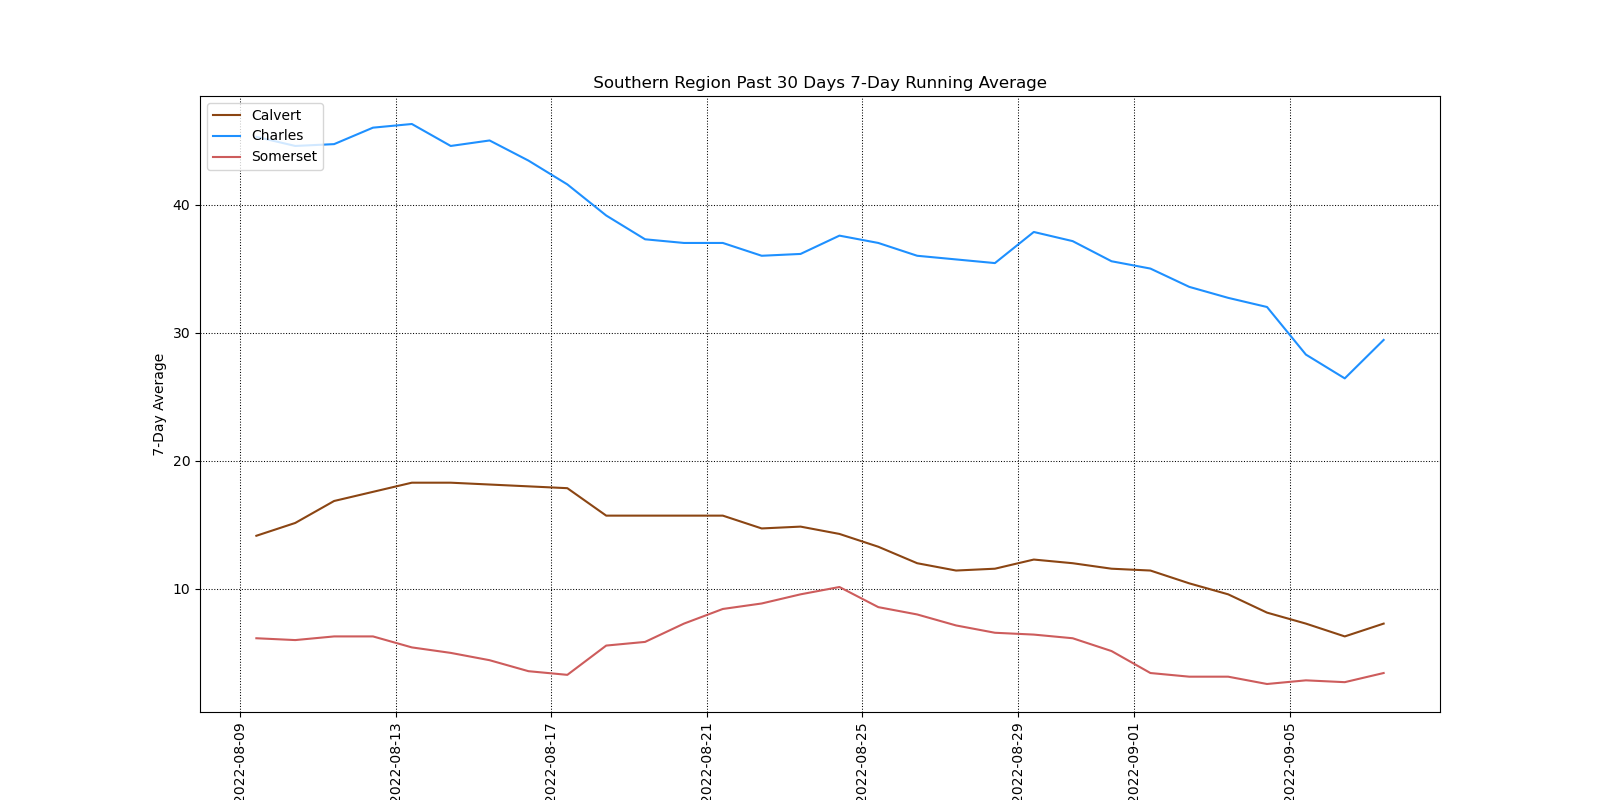 Southern Region Past 30 Days 7-Day Running Average
Calvert
Charles
Somerset
40
30
20
10
7-Day Average
2022-08-09
2022-08-13
2022-08-17
2022-08-21
2022-08-25
2022-08-29
2022-09-01
2022-09-05